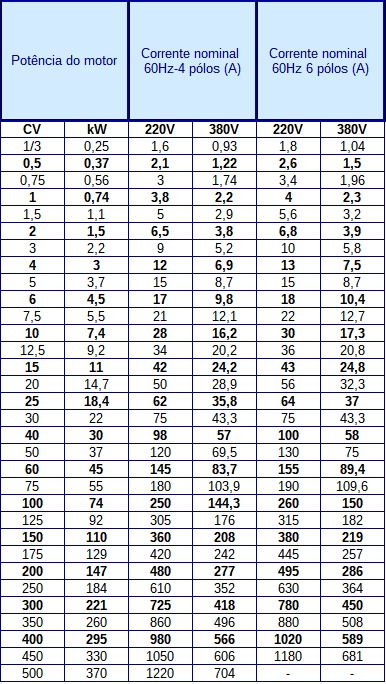 Potência do motor Corrente nominal Corrente nominal
60Hz-4 pólos (A) 60Hz 6 pólos (A)
CV kW 220V 380V 220V 380V
1/3 0,25 1,6 0,93 1,8 1,04
0,5 0,37 2,1 1,22 2,6 1,5
0,75 0,56 3 1,74 3,4 1,96
1 0,74 3,8 2,2 4 2,3
1,5 1,1 5 2,9 5,6 3,2
2 1,5 6,5 3,8 6,8 3,9
3 2,2 9 5,2 10 5,8
4 3 12 6,9 13 7,5
5 3,7 15 8,7 15 8,7
6 4,5 17 9,8 18 10,4
7,5 5,5 21 12,1 22 12,7
10 7,4 28 16,2 30 17,3
12,5 9,2 34 20,2 36 20,8
15 11 42 24,2 43 24,8
20 14,7 50 28,9 56 32,3
25 18,4 62 35,8 64 37
30 22 75 43,3 75 43,3
40 30 98 57 100 58
50 37 120 69,5 130 75
60 45 145 83,7 155 89,4
75 55 180 103,9 190 109,6
100 74 250 144,3 260 150
125 92 305 176 315 182
150 110 360 208 380 219
175 129 420 242 445 257
200 147 480 277 495 286
250 184 610 352 630 364
300 221 725 418 780 450
350 260 860 496 880 508
400 295 980 566 1020 589
450 330 1050 606 1180 681
500 370 1220 704 - -